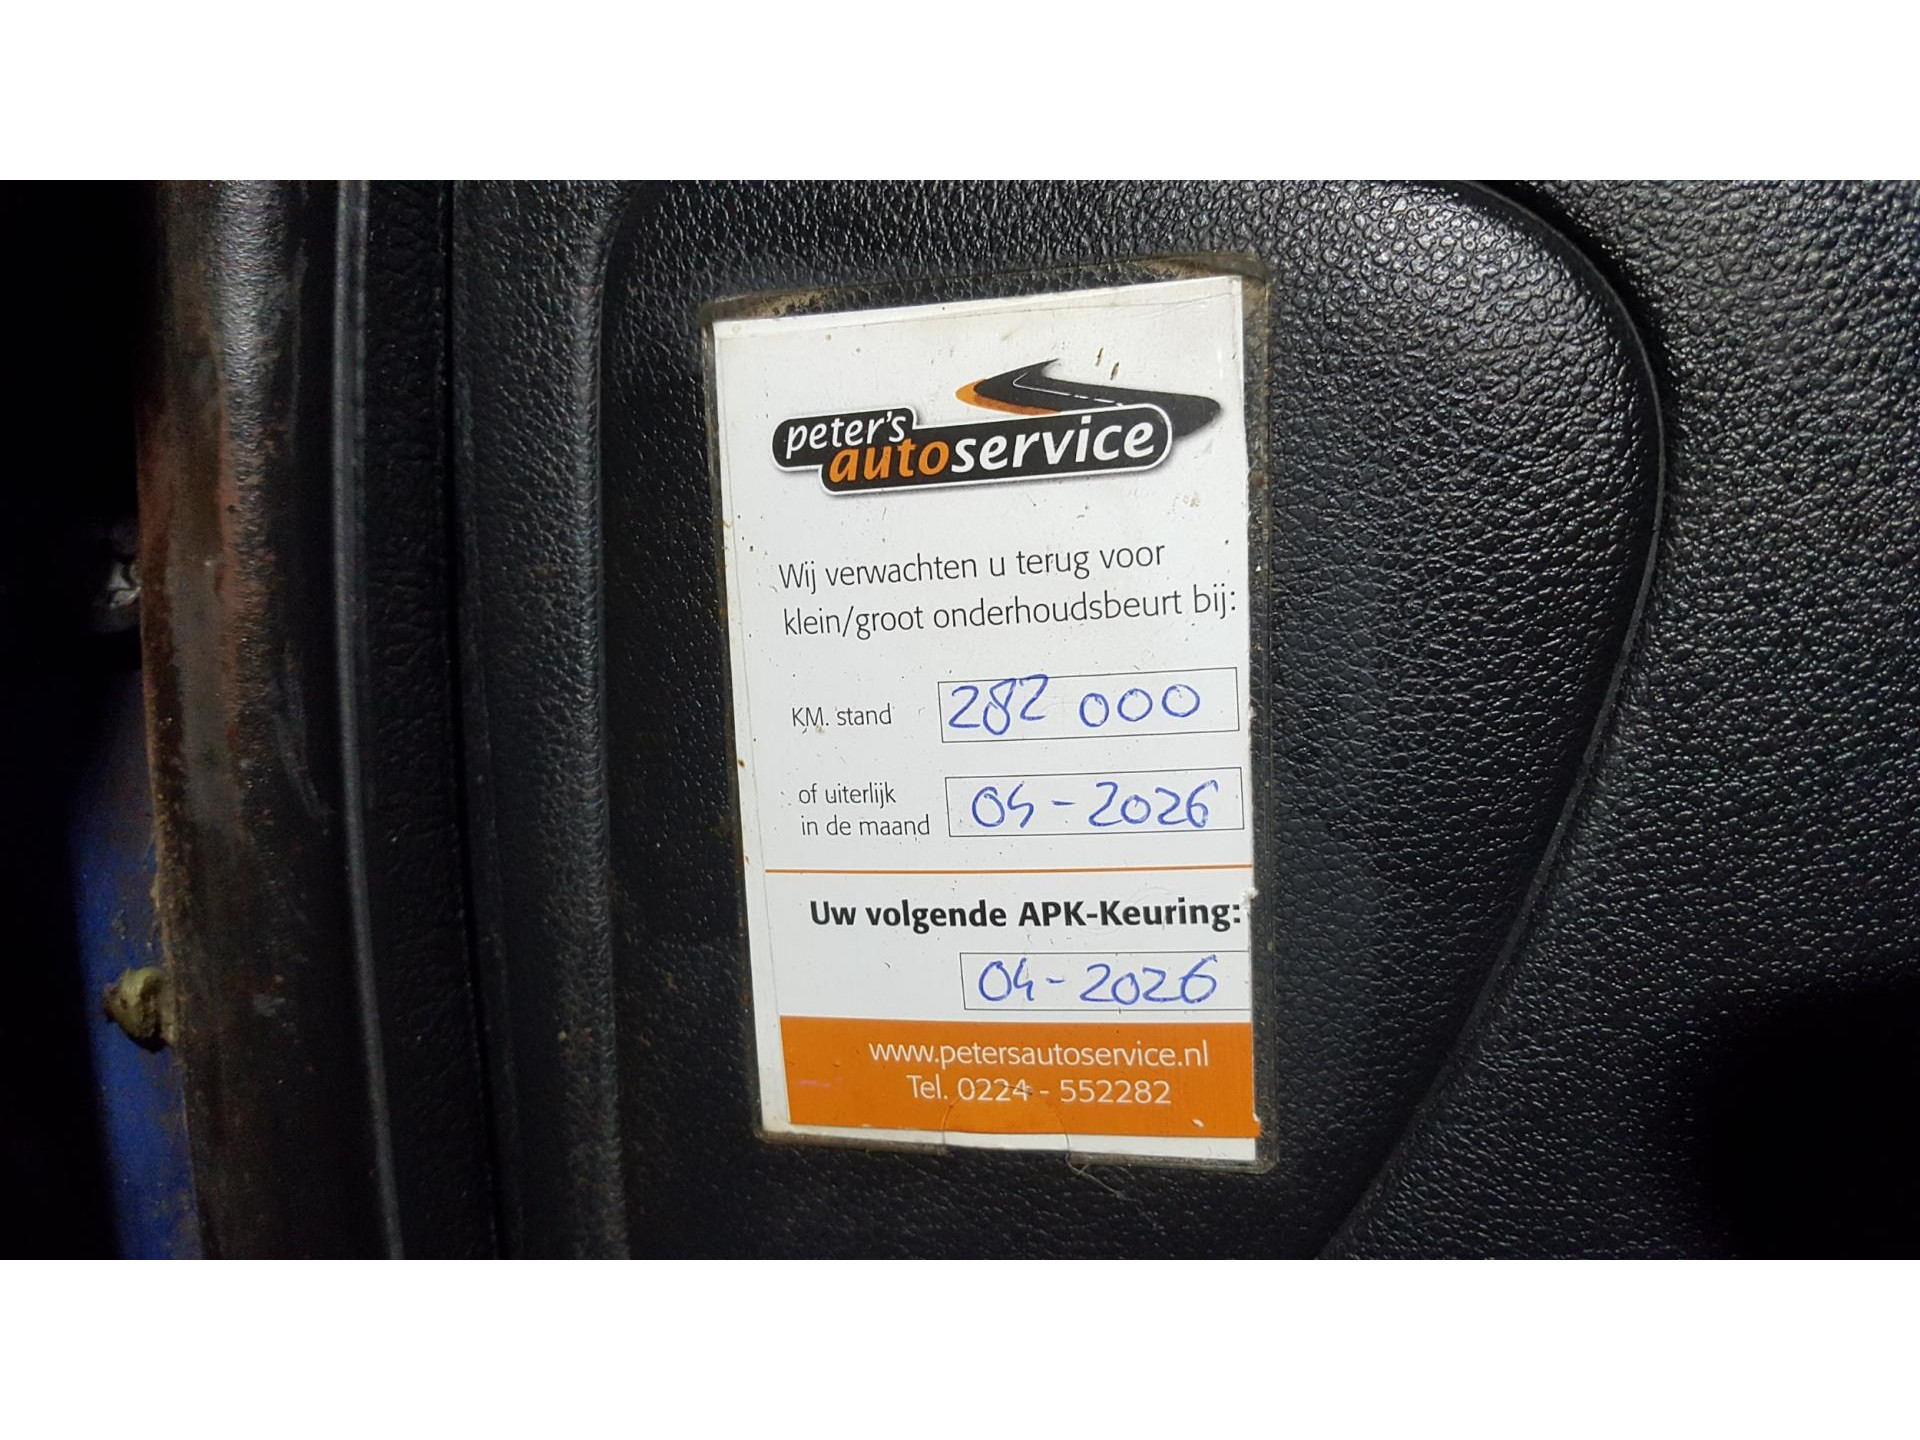 peter's
autoservice
Wij verwachten u terug voor
klein/groot onderhoudsbeurt bij:
KM. stand 282 000
of uiterlijk
in de maand 04-2026
Uw volgende APK-Keuring:
04-2026
www.petersautoservice.nl
Tel. 0224 - 552282